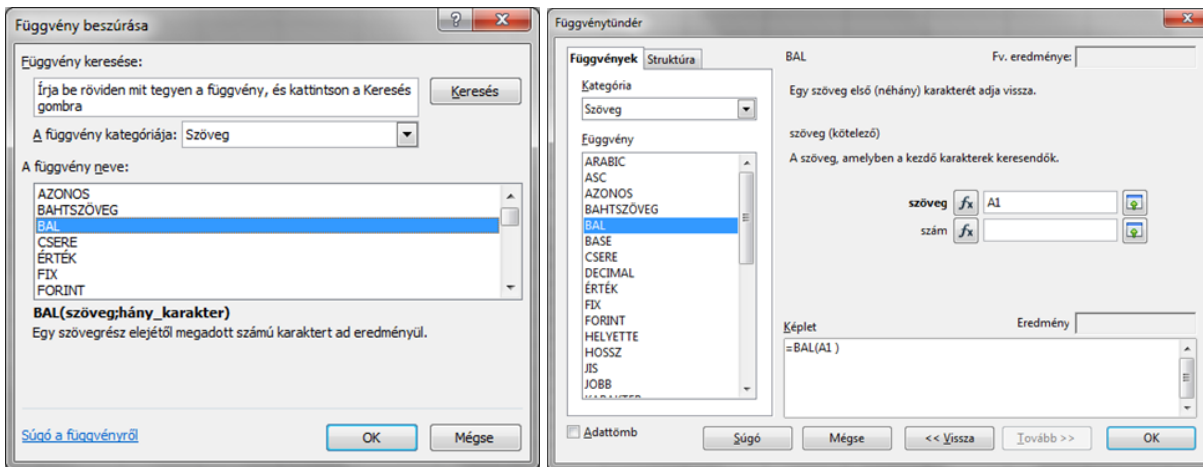 Függvény beszúrása
Függvény keresése:
Írja be röviden mit tegyen a függvény, és kattintson a Keresés
gombra
Keresés
A függvény kategóriája: Szöveg
A függvény neve:
AZONOS
BAHTSZÖVEG
BAL
CSERE
ÉRTÉK
FIX
FORINT
BAL(szöveg;hány_karakter)
Egy szövegrész elejétől megadott számú karaktert ad eredményül.
Súgó a függvényről
OK
Mégse
Függvénytündér
Függvények Struktúra
Kategória
Szöveg
Függvény
ARABIC
ASC
AZONOS
BAHTSZÖVEG
BAL
BASE
CSERE
DECIMAL
ÉRTÉK
FIX
FORINT
HELYETTE
HOSSZ
JIS
JOBB
KARAKTER
BAL
Fv. eredménye:
Egy szöveg első (néhány) karakterét adja vissza.
szöveg (kötelező)
A szöveg, amelyben a kezdő karakterek keresendők.
szöveg fx A1
szám fx
Képlet
Eredmény
=BAL(A1 )
Adattömb
Súgó
Mégse
<< Vissza
Tovább >>
OK